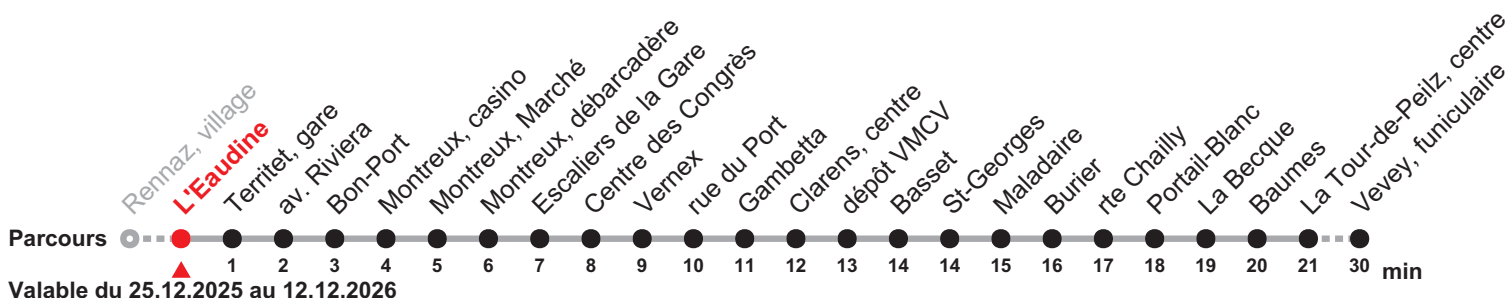 Rennaz, village
L'Eaudine
Territet, gare
av. Riviera
Bon-Port
Montreux, casino
Montreux, Marché
Montreux, débarcadère
Escaliers de la Gare
Centre des Congrès
Vernex
rue du Port
Gambetta
Clarens, centre
dépôt VMCV
Basset
St-Georges
Maladaire
Burier
rte Chailly
Portail-Blanc
La Becque
Baumes
La Tour-de-Peilz, centre
Vevey, funiculaire
Parcours
1 2 3 4 5 6 7 8 9 10 11 12 13 14 14 15 16 17 18 19 20 21 30 min
Valable du 25.12.2025 au 12.12.2026